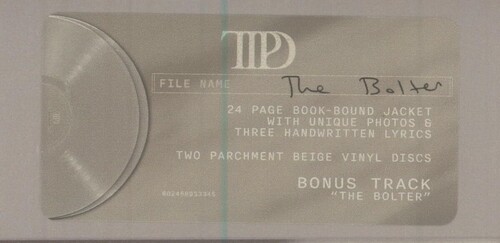 TTPD
FILE NAME The Bolter
24 PAGE BOOK-BOUND JACKET
WITH UNIQUE PHOTOS &
THREE HANDWRITTEN LYRICS
TWO PARCHMENT BEIGE VINYL DISCS
BONUS TRACK
"THE BOLTER"